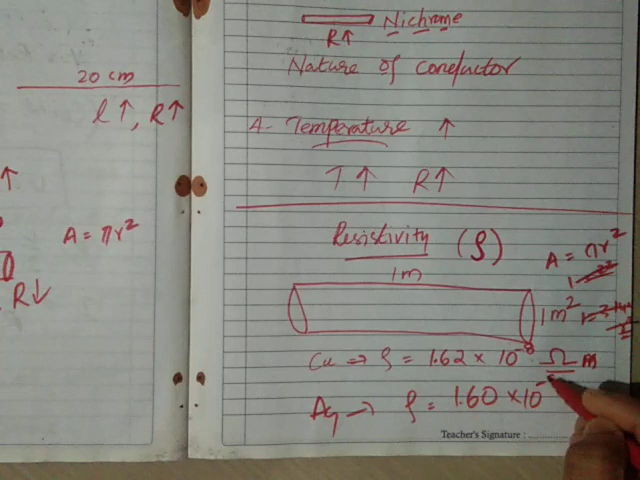 20 cm
l↑, R↑
↑
A = πr²
R↓
Nichrome
R↑
Nature of conductor
4- Temperature ↑
T↑ R↑
Resistivity (ρ)
A = πr²
1m
1m²
Cu ⇒ ρ = 1.62 × 10⁻⁸ Ω m
Ag → ρ = 1.60 × 10⁻
Teacher's Signature :